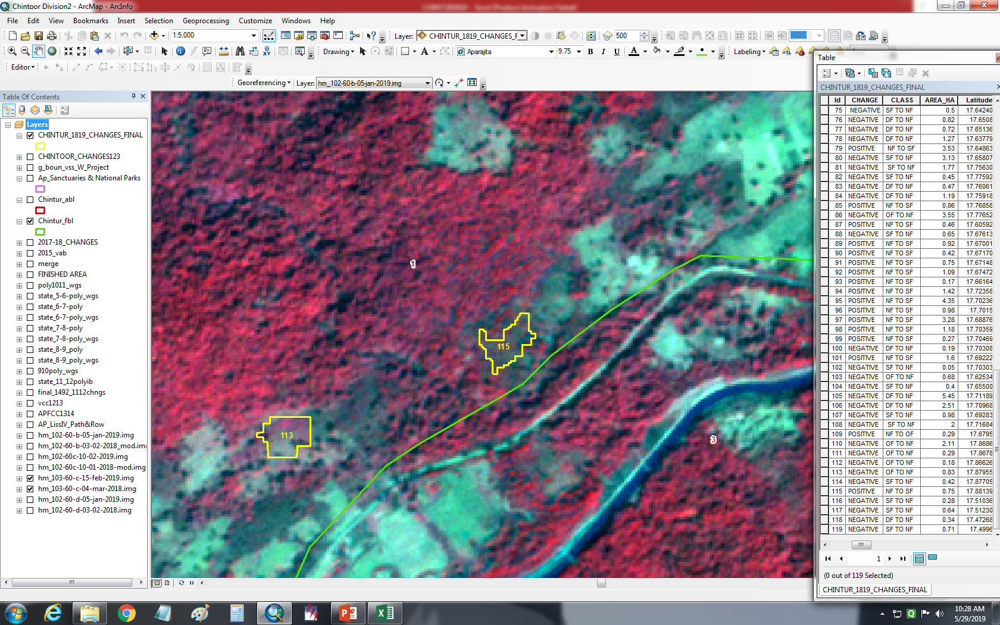 Chintoor Division2 - ArcMap - ArcInfo
File Edit View Bookmarks Insert Selection Geoprocessing Customize Windows Help
1:5,000
Layer: CHINTUR_1819_CHANGES_F
500
100%
Drawing
A
Aparajita
9.75
B I U A
Labeling
Editor
Georeferencing Layer: hm_102-60-b-05-jan-2019.img
Table Of Contents
Layers
CHINTUR_1819_CHANGES_FINAL
CHINTOOR_CHANGES123
g_boun_vss_W_Project
Ap_Sanctuaries & National Parks
Chintur_abl
Chintur_fbl
2017-18_CHANGES
2015_vab
merge
FINISHED AREA
poly1011_wgs
state_5-6-poly_wgs
state_6-7-poly
state_6-7-poly_wgs
state_7-8-poly
state_7-8-poly_wgs
state_8-9_poly
state_8-9_poly_wgs
910poly_wgs
state_11_12polyib
final_1492_1112chngs
vcc1213
APFCC1314
AP_LissIV_Path&Row
hm_102-60-b-05-jan-2019.img
hm_102-60-b-03-02-2018_mod.img
hm_102-60c-10-02-2019.img
hm_102-60c-10-01-2018-mod.img
hm_103-60-c-15-feb-2019.img
hm_103-60-c-04-mar-2018.img
hm_102-60-d-05-jan-2019.img
hm_102-60-d-03-02-2018.img
1
115
113
3
Table
CHINTUR_1819_CHANGES_FINAL
Id CHANGE CLASS AREA_HA Latitude
75 NEGATIVE SF TO NF 0.5 17.64240
76 NEGATIVE DF TO NF 0.82 17.6508
77 NEGATIVE DF TO NF 0.72 17.65136
78 NEGATIVE DF TO NF 1.27 17.63779
79 POSITIVE NF TO SF 3.53 17.64863
80 NEGATIVE SF TO NF 3.13 17.65807
81 NEGATIVE SF TO NF 1.77 17.75630
82 NEGATIVE SF TO NF 0.45 17.77592
83 NEGATIVE DF TO NF 0.47 17.76061
84 NEGATIVE DF TO NF 1.19 17.75918
85 POSITIVE NF TO SF 0.86 17.76858
86 NEGATIVE OF TO NF 3.55 17.77652
87 POSITIVE NF TO SF 0.46 17.60592
88 NEGATIVE SF TO NF 0.65 17.67613
89 POSITIVE NF TO SF 0.92 17.67001
90 POSITIVE NF TO SF 0.42 17.67170
91 POSITIVE NF TO SF 0.75 17.67148
92 POSITIVE NF TO SF 1.09 17.67472
93 POSITIVE NF TO SF 0.17 17.66164
94 POSITIVE NF TO SF 1.42 17.72358
95 POSITIVE NF TO SF 4.35 17.70236
96 POSITIVE NF TO SF 0.98 17.7015
97 POSITIVE NF TO SF 3.28 17.68876
98 POSITIVE NF TO SF 1.18 17.70359
99 POSITIVE NF TO SF 0.27 17.70469
100 NEGATIVE DF TO NF 0.19 17.70308
101 POSITIVE NF TO SF 1.6 17.69222
102 NEGATIVE SF TO NF 0.05 17.70303
103 NEGATIVE OF TO NF 0.68 17.62534
104 NEGATIVE SF TO NF 0.4 17.65500
105 NEGATIVE DF TO NF 5.45 17.71189
106 NEGATIVE DF TO NF 2.51 17.70968
107 NEGATIVE SF TO NF 0.98 17.69283
108 NEGATIVE SF TO NF 2 17.71684
109 POSITIVE NF TO OF 0.29 17.6795
110 NEGATIVE OF TO NF 2.11 17.8686
111 NEGATIVE OF TO NF 0.29 17.8678
112 NEGATIVE OF TO NF 0.18 17.86626
113 NEGATIVE OF TO NF 0.83 17.87955
114 NEGATIVE SF TO NF 0.42 17.87705
115 POSITIVE NF TO SF 0.75 17.88139
116 NEGATIVE SF TO NF 0.28 17.51036
117 NEGATIVE SF TO NF 0.64 17.51230
118 NEGATIVE DF TO NF 0.34 17.47268
119 NEGATIVE SF TO NF 0.71 17.4996
1
(0 out of 119 Selected)
CHINTUR_1819_CHANGES_FINAL
10:28 AM
5/29/2019